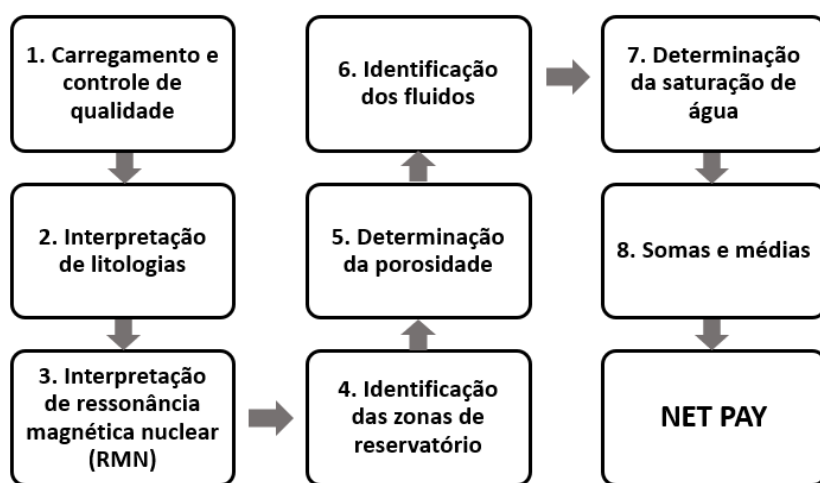 1. Carregamento e
controle de
qualidade
2. Interpretação
de litologias
3. Interpretação
de ressonância
magnética nuclear
(RMN)
4. Identificação
das zonas de
reservatório
5. Determinação
da porosidade
6. Identificação
dos fluidos
7. Determinação
da saturação de
água
8. Somas e médias
NET PAY